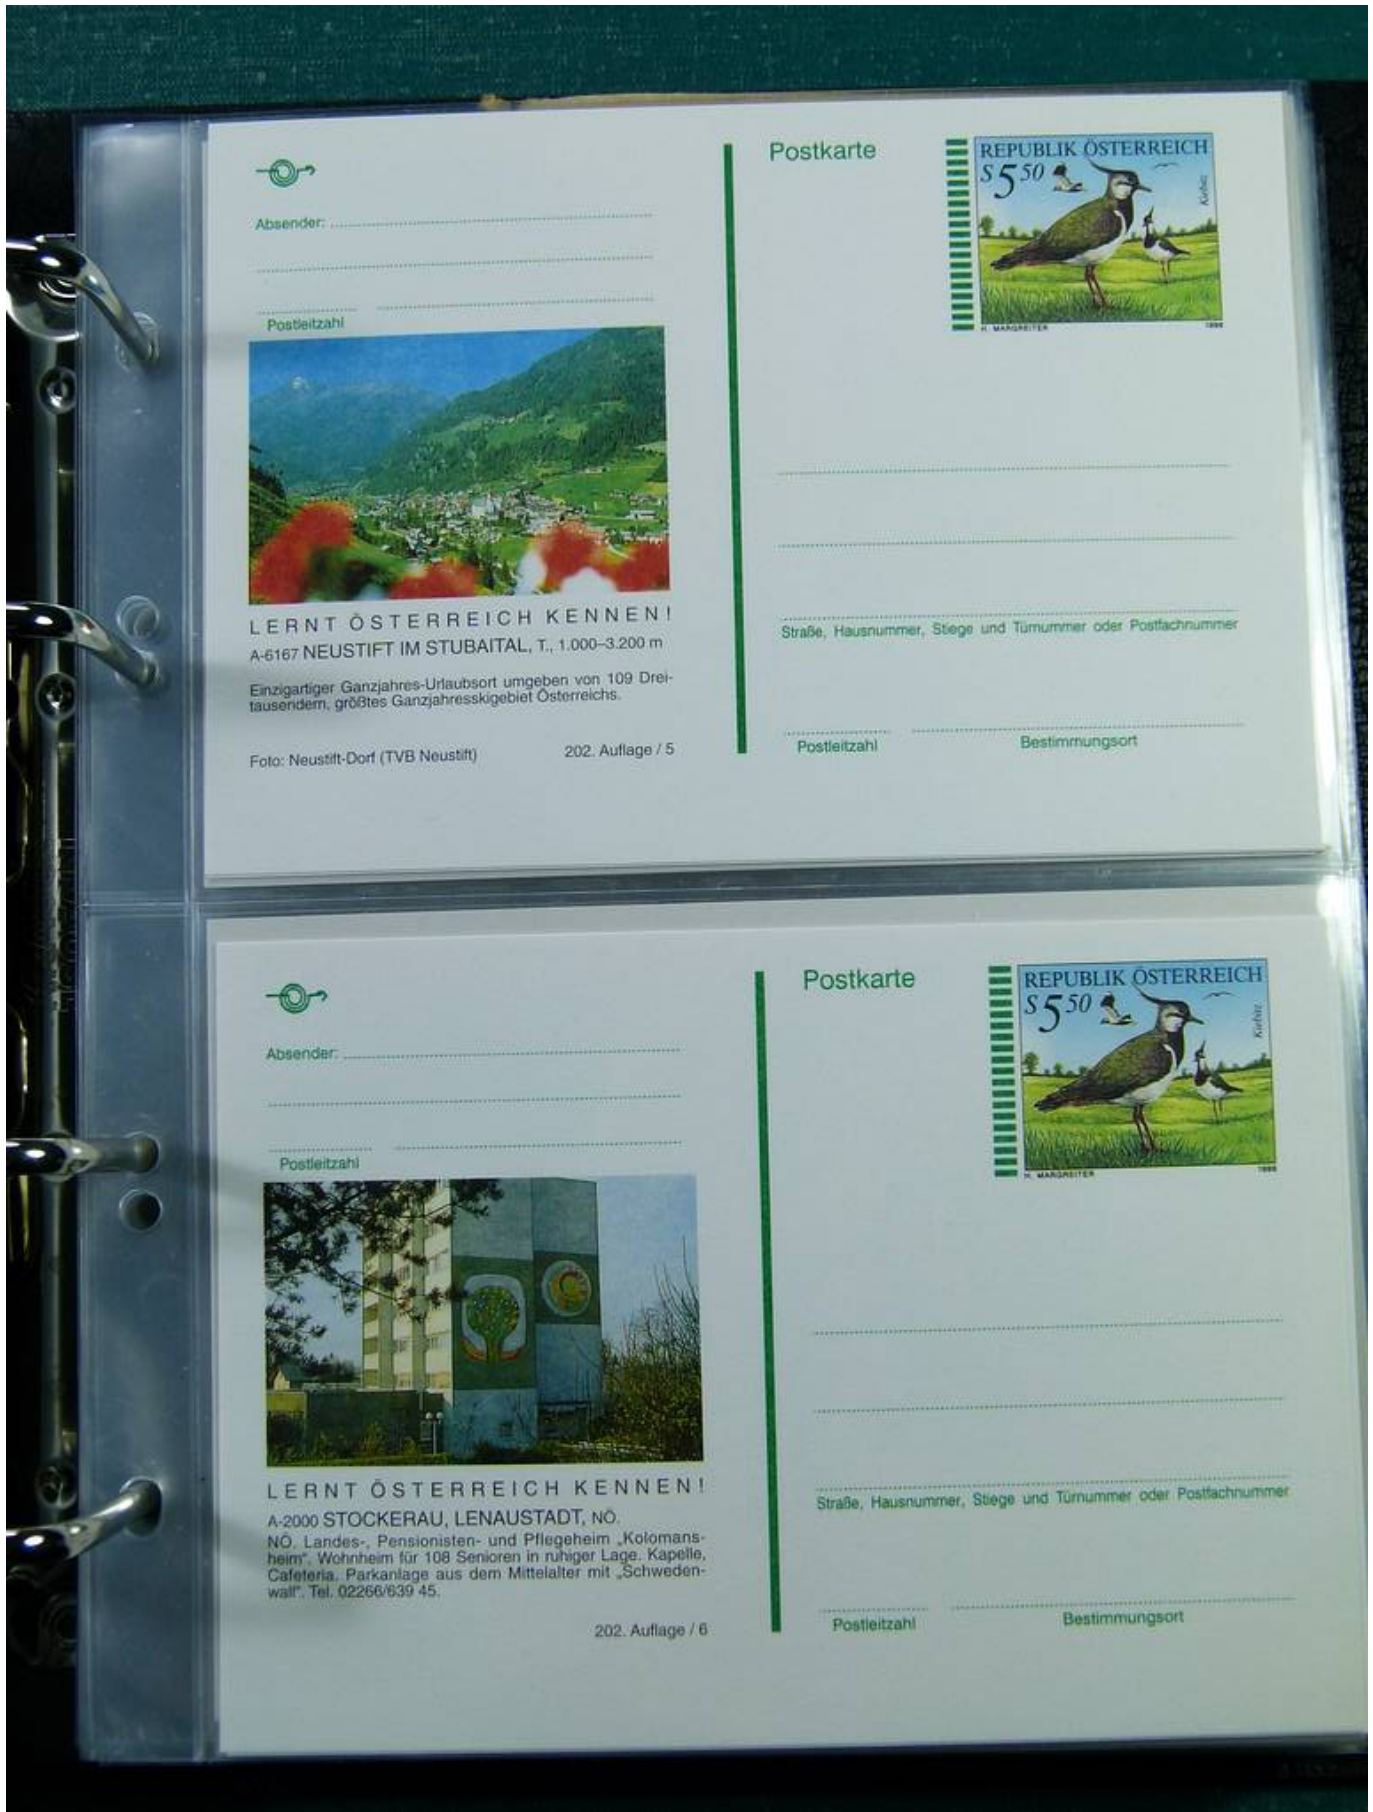 Postkarte
REPUBLIK ÖSTERREICH
S 5 50
Kiebitz
H. MARGREITER 1998
Absender:
Postleitzahl
LERNT ÖSTERREICH KENNEN!
A-6167 NEUSTIFT IM STUBAITAL, T., 1.000–3.200 m
Einzigartiger Ganzjahres-Urlaubsort umgeben von 109 Drei-
tausendern, größtes Ganzjahresskigebiet Österreichs.
Foto: Neustift-Dorf (TVB Neustift) 202. Auflage / 5
Straße, Hausnummer, Stiege und Türnummer oder Postfachnummer
Postleitzahl Bestimmungsort
Postkarte
REPUBLIK ÖSTERREICH
S 5 50
Kiebitz
H. MARGREITER 1998
Absender:
Postleitzahl
LERNT ÖSTERREICH KENNEN!
A-2000 STOCKERAU, LENAUSTADT, NÖ.
NÖ. Landes-, Pensionisten- und Pflegeheim „Kolomans-
heim“. Wohnheim für 108 Senioren in ruhiger Lage. Kapelle,
Cafeteria. Parkanlage aus dem Mittelalter mit „Schweden-
wall“. Tel. 02266/639 45.
202. Auflage / 6
Straße, Hausnummer, Stiege und Türnummer oder Postfachnummer
Postleitzahl Bestimmungsort